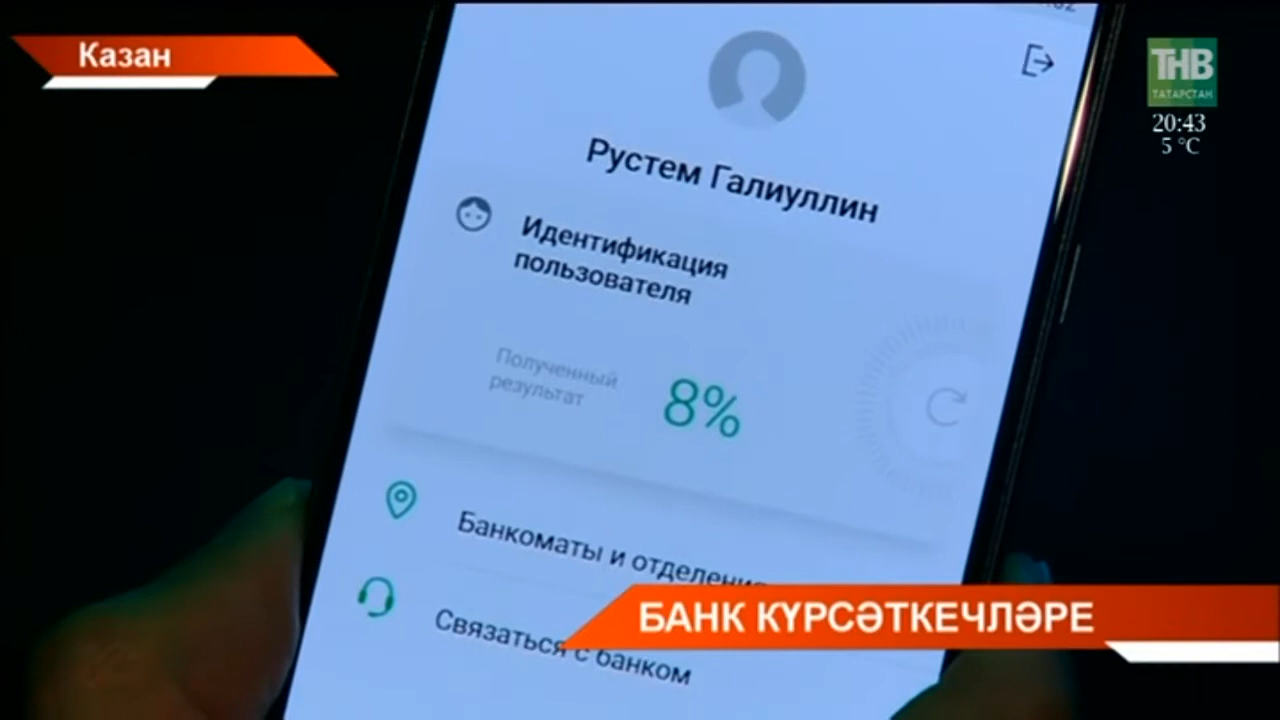 Казан
ТНВ
ТАТАРСТАН
20:43
5 °C
Рустем Галиуллин
Идентификация
пользователя
Полученный
результат
8%
Банкоматы и отделения
Связаться с банком
БАНК КҮРСӘТКЕЧЛӘРЕ